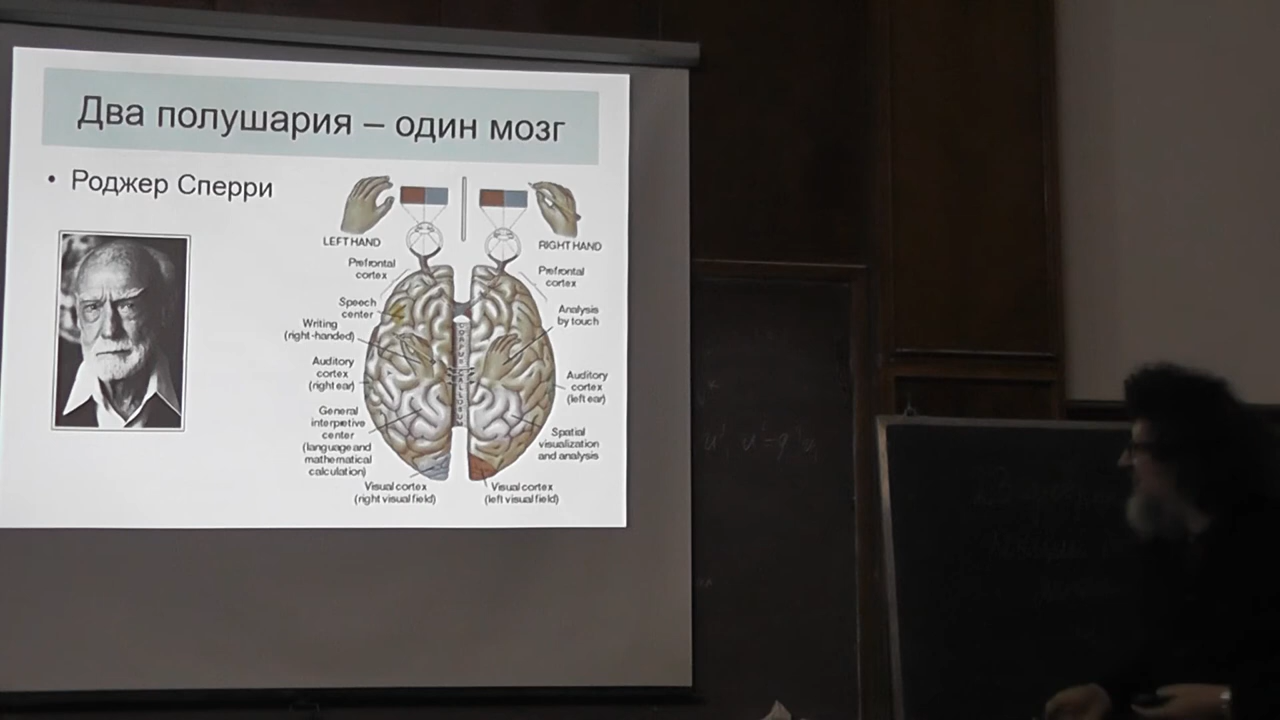 Два полушария – один мозг
• Роджер Сперри
LEFT HAND
RIGHT HAND
Prefrontal
cortex
Prefrontal
cortex
Speech
center
Analysis
by touch
Writing
(right-handed)
CORPUS CALLOSUM
Auditory
cortex
(right ear)
Auditory
cortex
(left ear)
General
interpretive
center
(language and
mathematical
calculation)
Spatial
visualization
and analysis
Visual cortex
(right visual field)
Visual cortex
(left visual field)